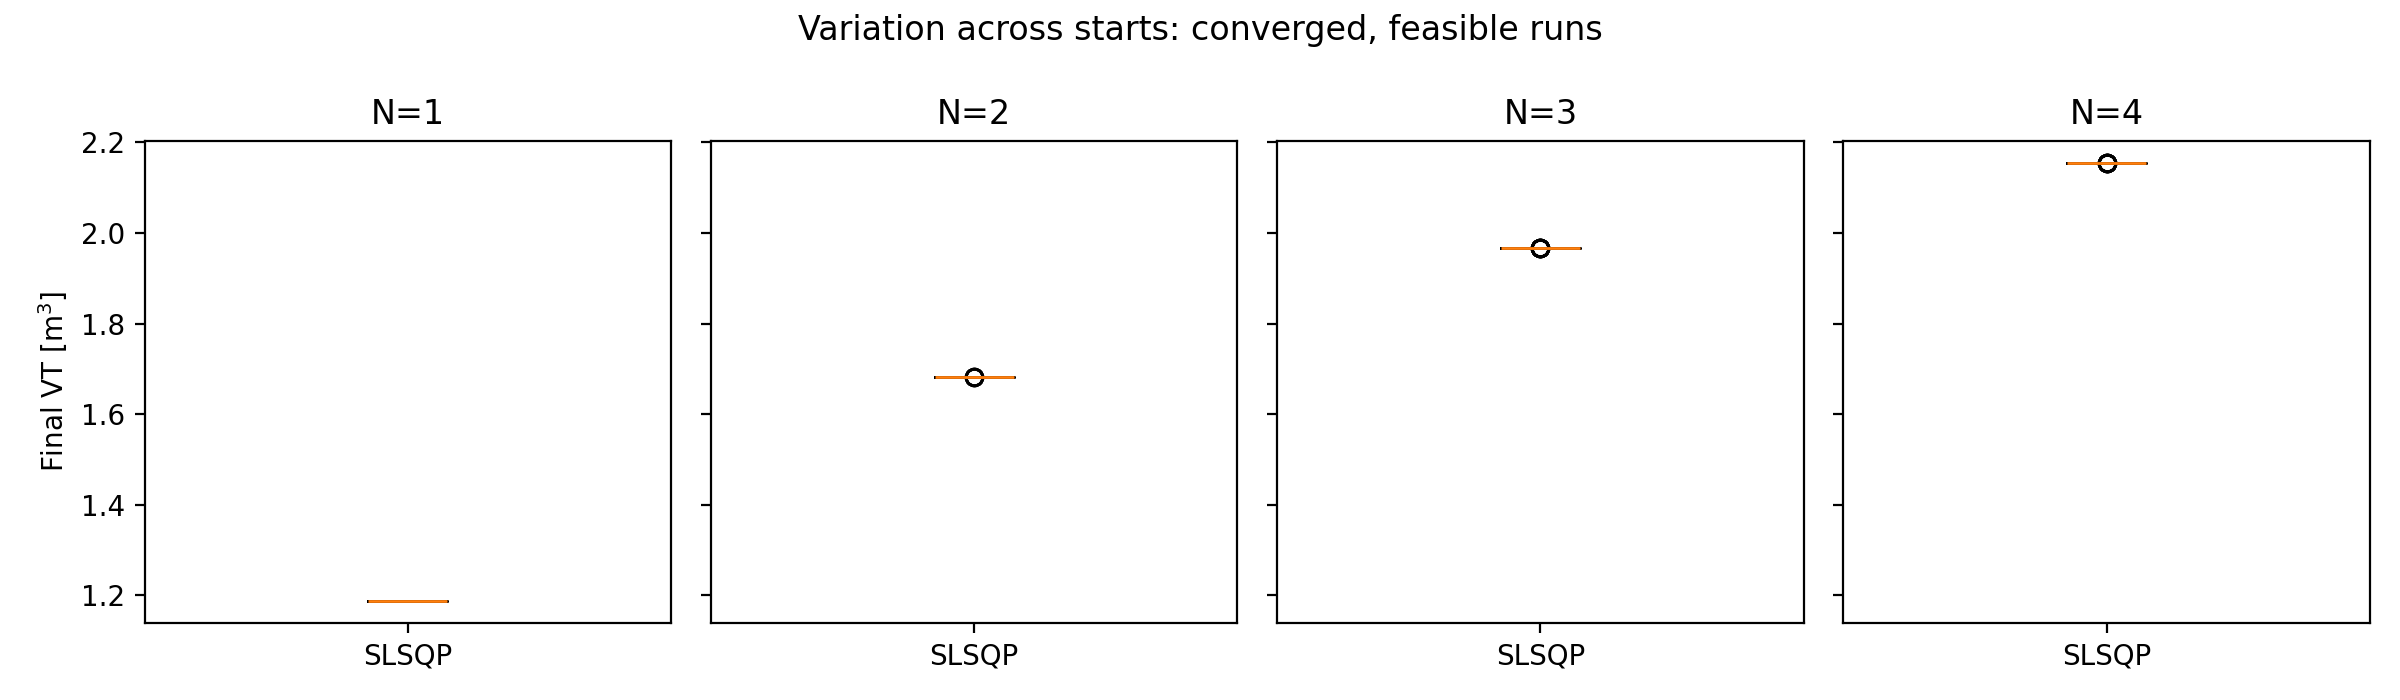 Variation across starts: converged, feasible runs
N=1
N=2
N=3
N=4
Final VT [m³]
2.2
2.0
1.8
1.6
1.4
1.2
SLSQP
SLSQP
SLSQP
SLSQP